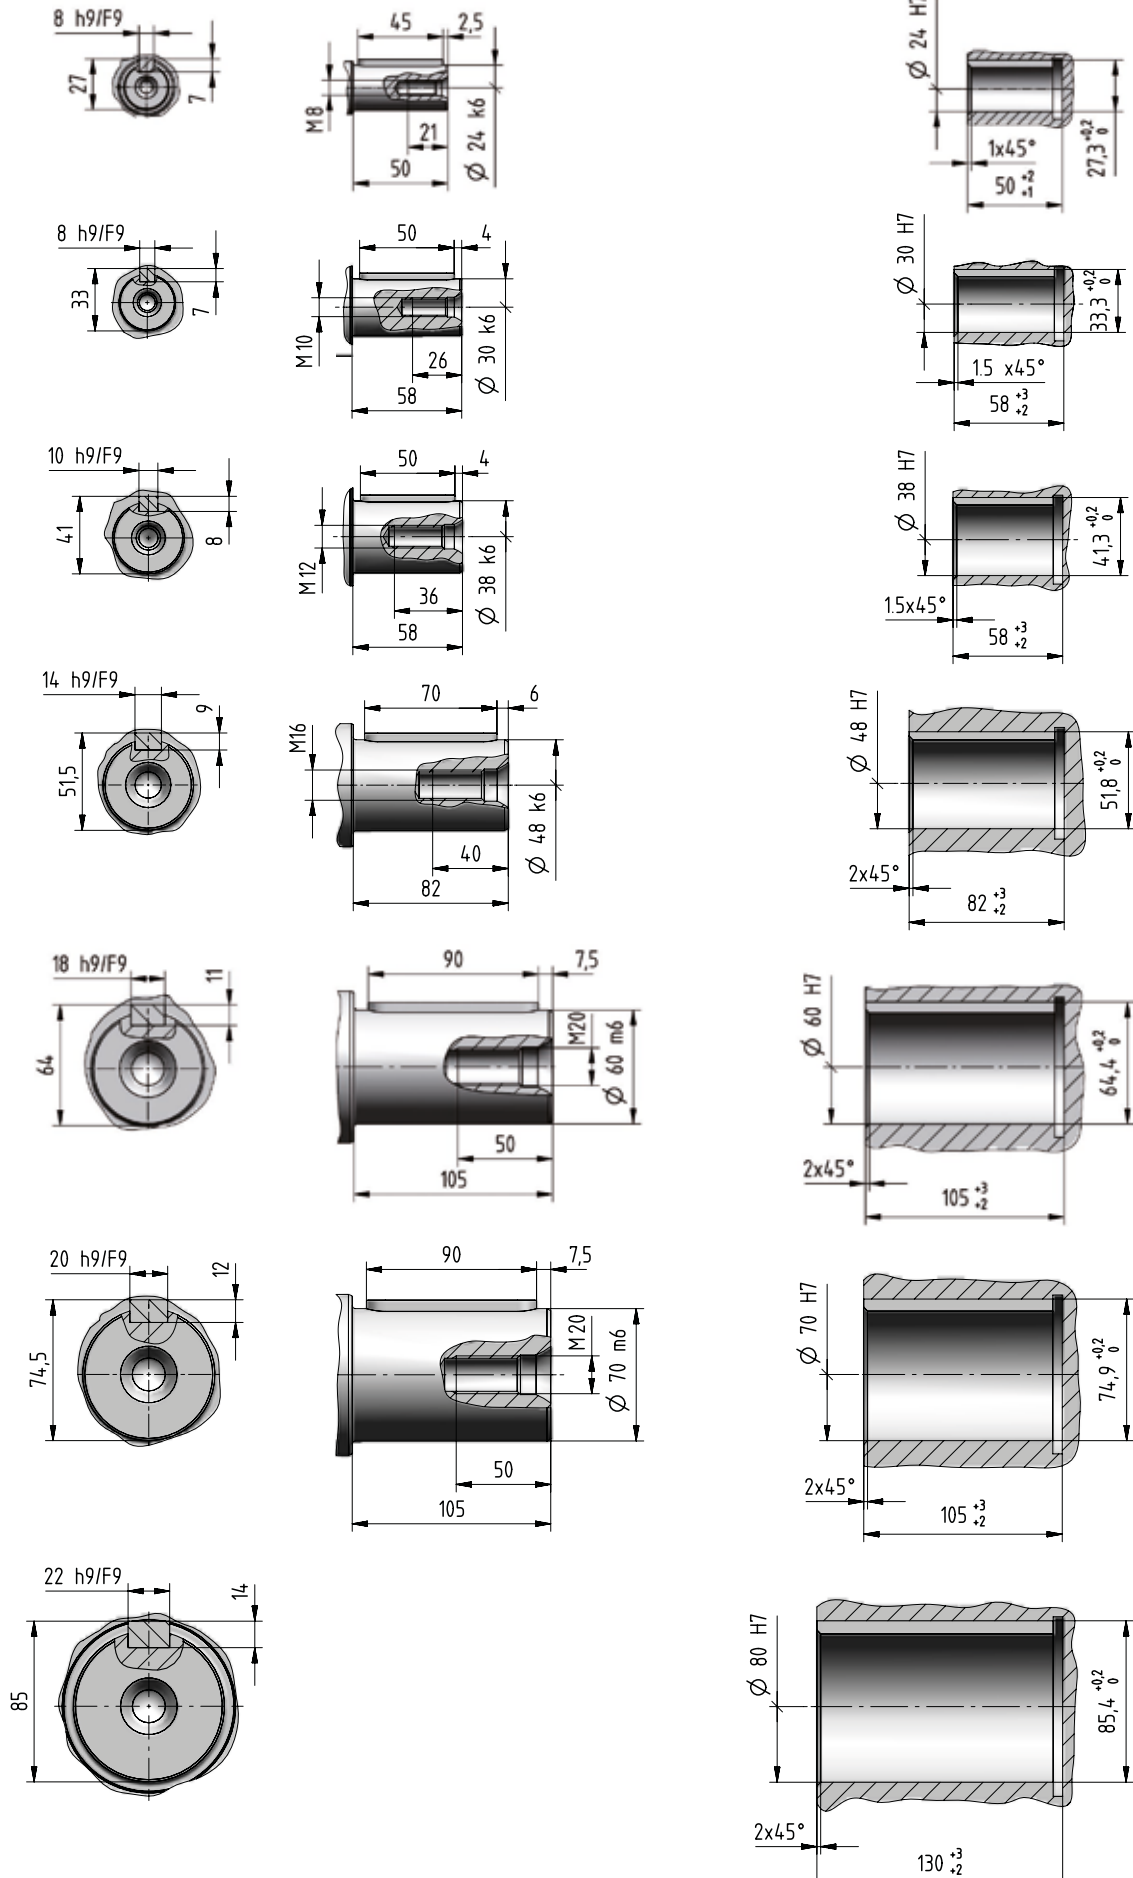 8 h9/F9
27
7
45
2,5
M8
21
50
Ø 24 k6
Ø 24 H7
1x45°
50 +2 +1
27,3 +0,2 0
8 h9/F9
33
7
50
4
M10
26
58
Ø 30 k6
Ø 30 H7
1.5 x45°
58 +3 +2
33,3 +0,2 0
10 h9/F9
41
8
50
4
M12
36
58
Ø 38 k6
Ø 38 H7
1.5x45°
58 +3 +2
41,3 +0,2 0
14 h9/F9
51,5
9
70
6
M16
40
82
Ø 48 k6
Ø 48 H7
2x45°
82 +3 +2
51,8 +0,2 0
18 h9/F9
64
11
90
7,5
M20
50
105
Ø 60 m6
Ø 60 H7
2x45°
105 +3 +2
64,4 +0,2 0
20 h9/F9
74,5
12
90
7,5
M20
50
105
Ø 70 m6
Ø 70 H7
2x45°
105 +3 +2
74,9 +0,2 0
22 h9/F9
85
14
Ø 80 H7
2x45°
130 +3 +2
85,4 +0,2 0